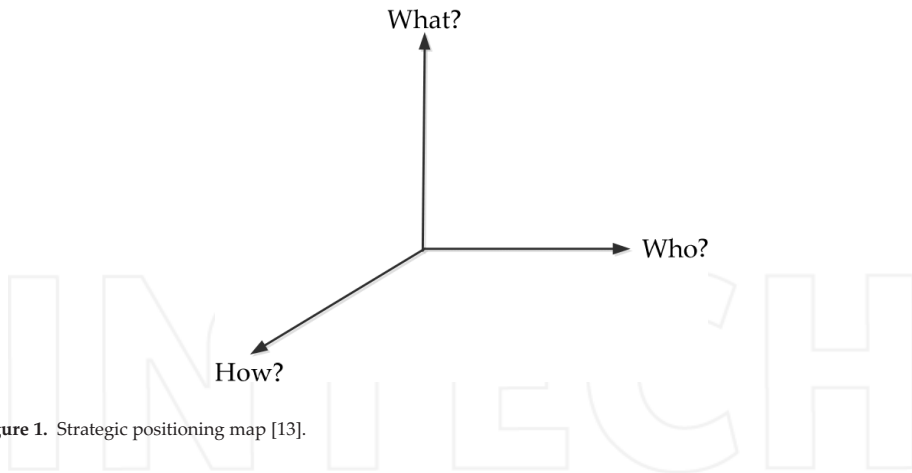 What?
Who?
How?
gure 1. Strategic positioning map [13].
INTECH